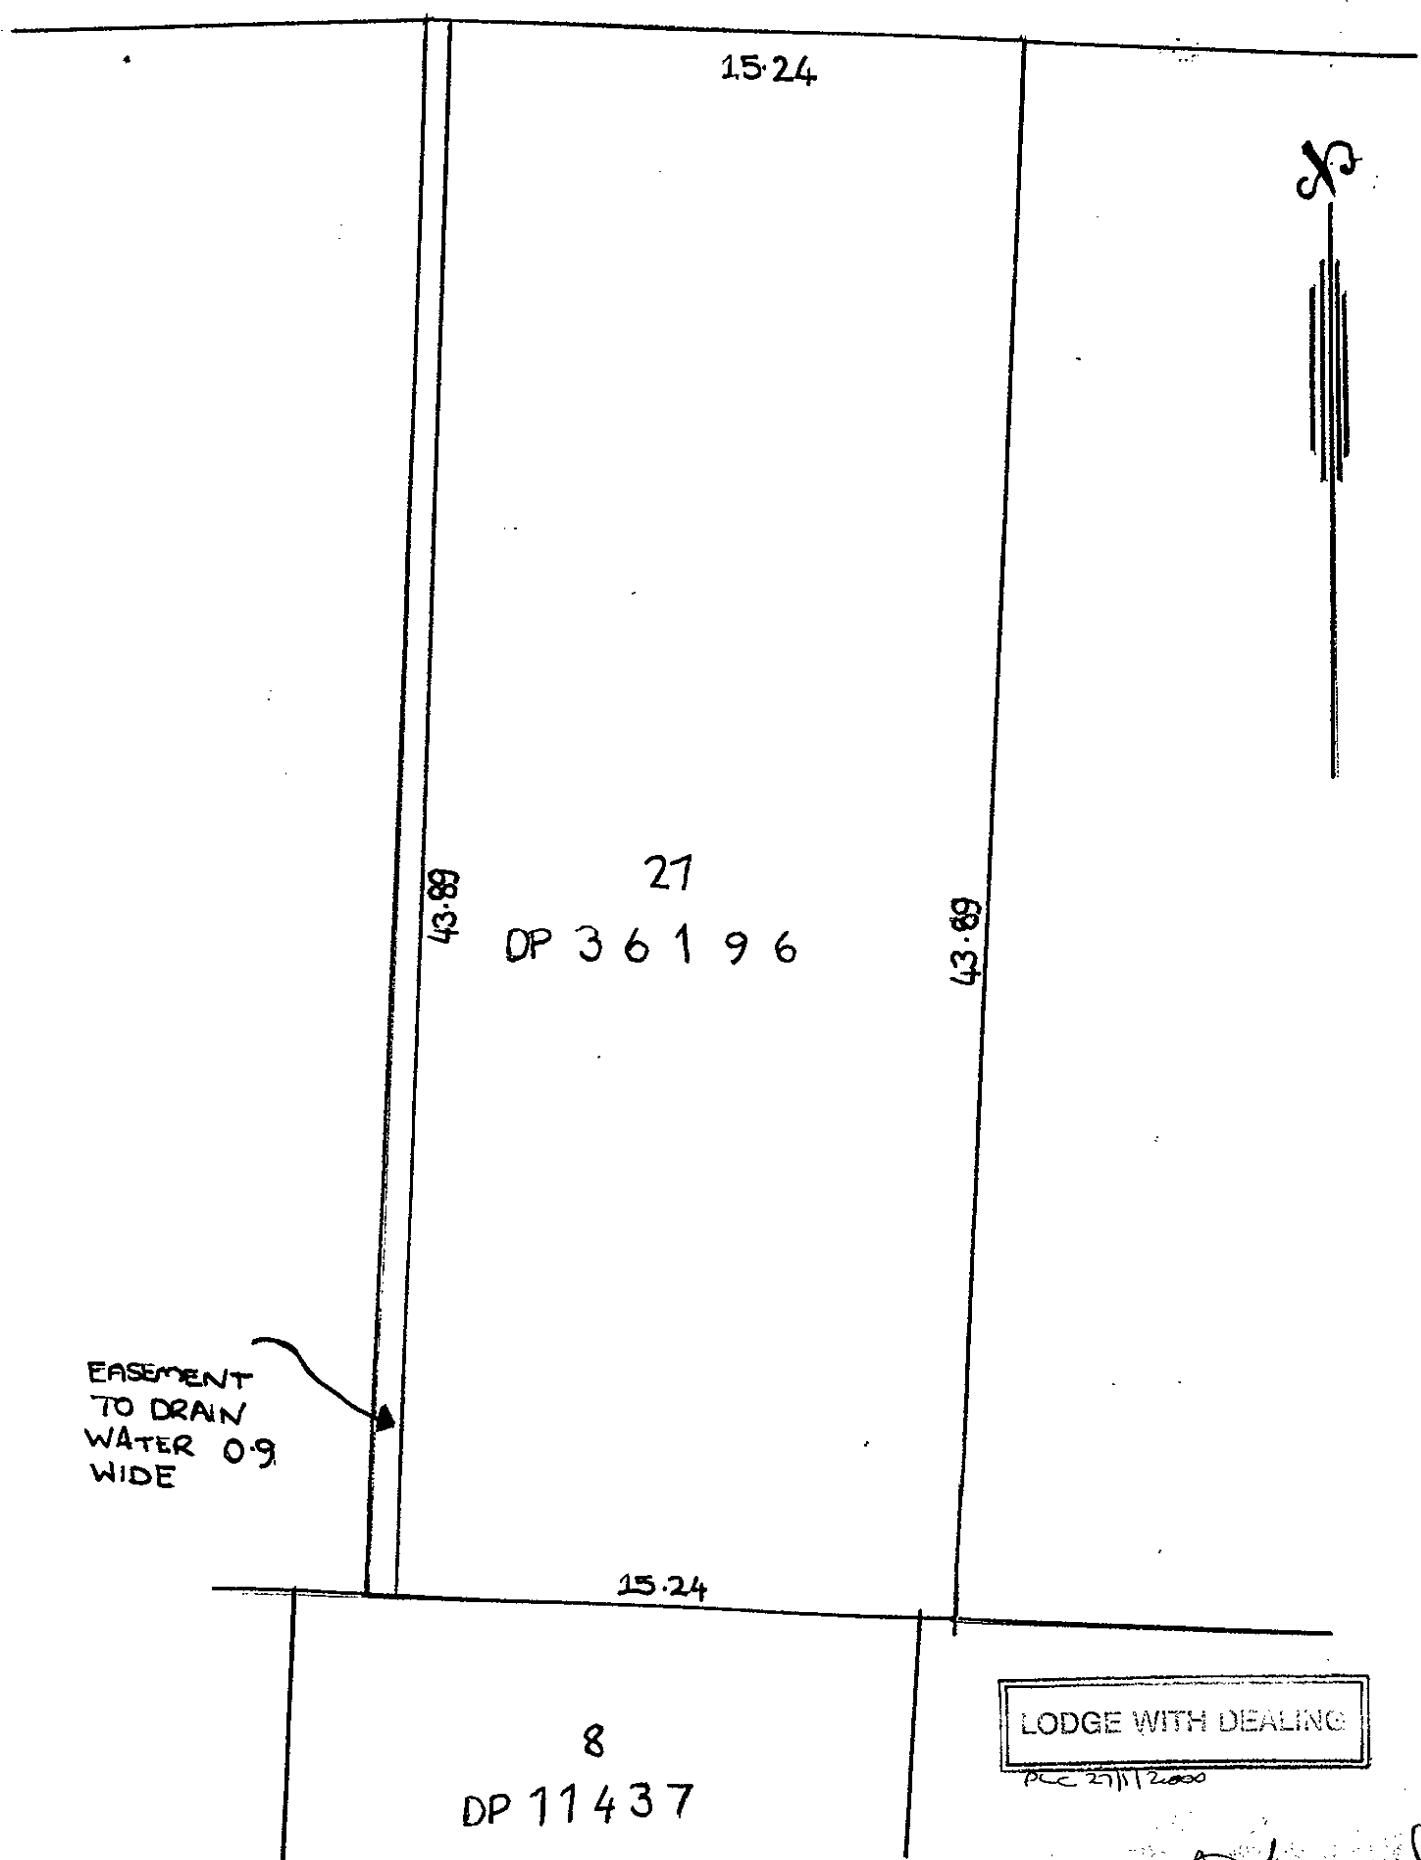 15.24
27
43.89
43.89
DP 36196
EASEMENT
TO DRAIN
WATER 0.9
WIDE
15.24
8
DP 11437
LODGE WITH DEALING